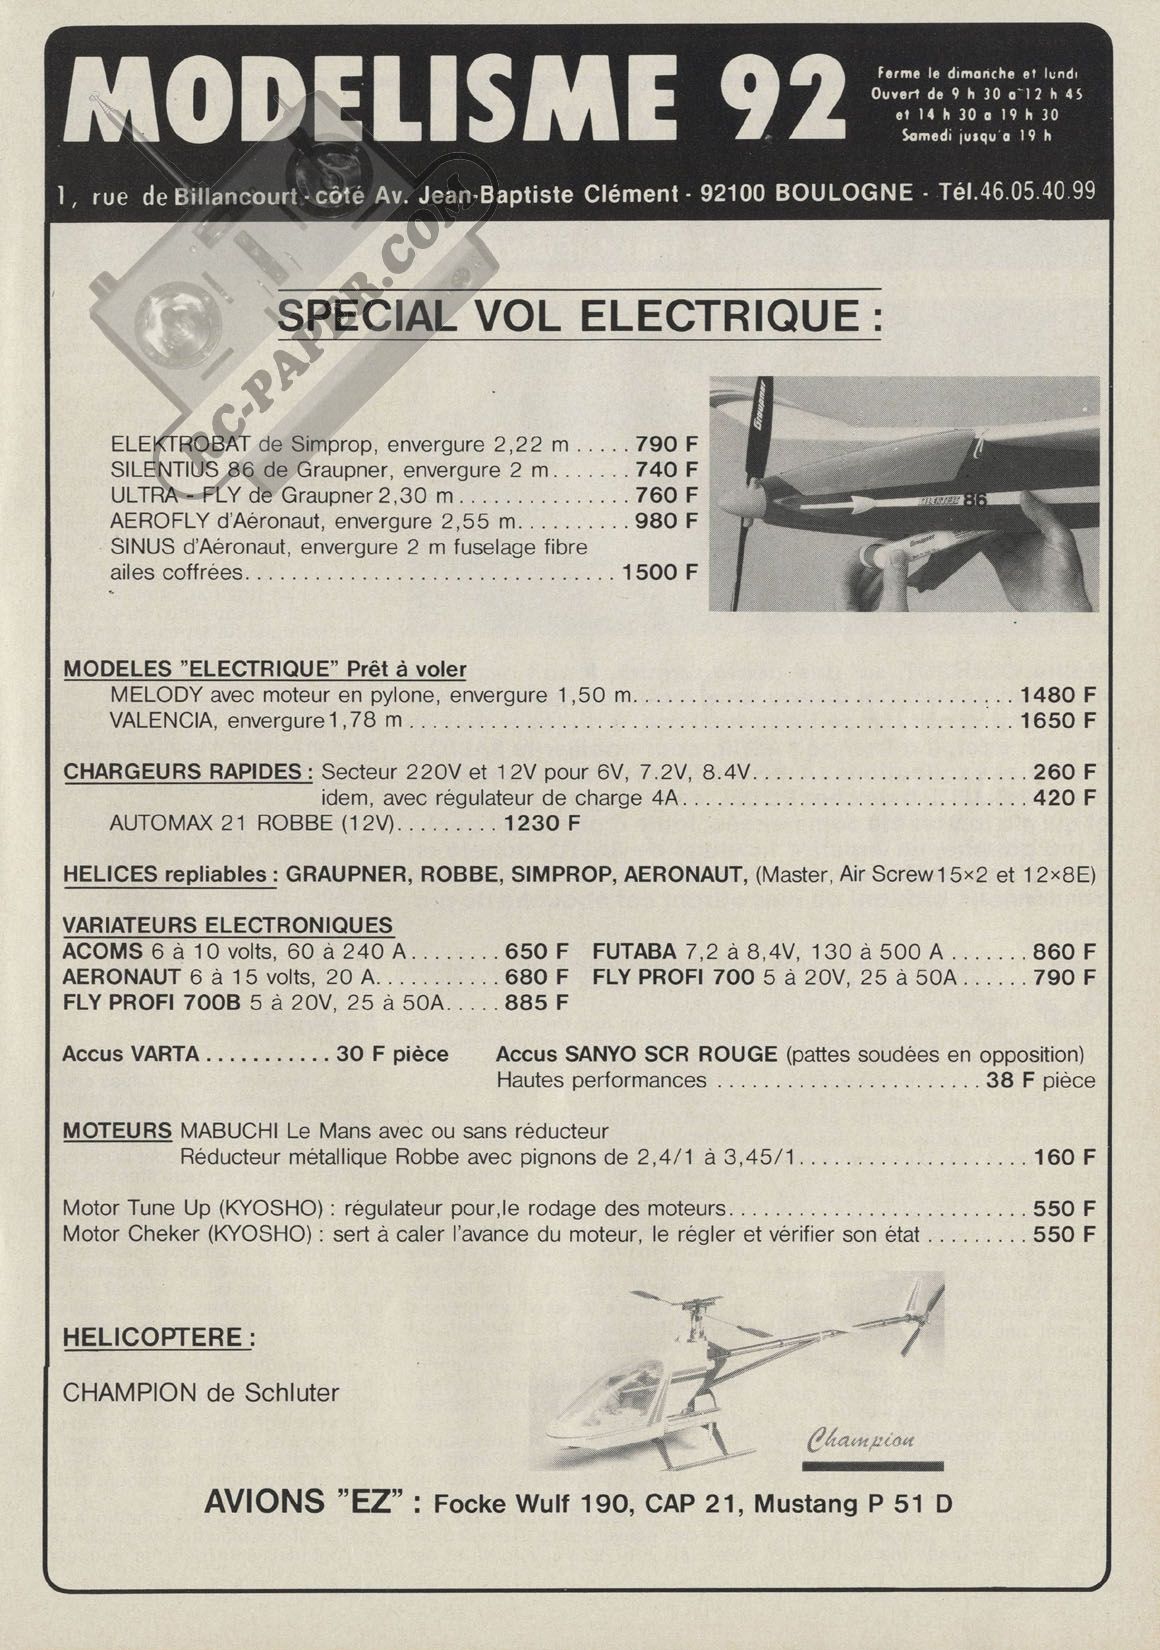 MODELISME 92
Ferme le dimanche et lundi
Ouvert de 9 h 30 a 12 h 45
et 14 h 30 a 19 h 30
Samedi jusqu'a 19 h
1, rue de Billancourt - côté Av. Jean-Baptiste Clément - 92100 BOULOGNE - Tél.46.05.40.99
RC-PAPER.COM
SPECIAL VOL ELECTRIQUE :
ELEKTROBAT de Simprop, envergure 2,22 m ..... 790 F
SILENTIUS 86 de Graupner, envergure 2 m....... 740 F
ULTRA - FLY de Graupner 2,30 m............... 760 F
AEROFLY d'Aéronaut, envergure 2,55 m.......... 980 F
SINUS d'Aéronaut, envergure 2 m fuselage fibre
ailes coffrées................................ 1500 F
Graupner
86
Graupner
MODELES "ELECTRIQUE" Prêt à voler
MELODY avec moteur en pylone, envergure 1,50 m................................. 1480 F
VALENCIA, envergure 1,78 m .................................................... 1650 F
CHARGEURS RAPIDES : Secteur 220V et 12V pour 6V, 7.2V, 8.4V........................ 260 F
idem, avec régulateur de charge 4A.............................. 420 F
AUTOMAX 21 ROBBE (12V)......... 1230 F
HELICES repliables : GRAUPNER, ROBBE, SIMPROP, AERONAUT, (Master, Air Screw 15×2 et 12×8E)
VARIATEURS ELECTRONIQUES
ACOMS 6 à 10 volts, 60 à 240 A........ 650 F FUTABA 7,2 à 8,4V, 130 à 500 A ....... 860 F
AERONAUT 6 à 15 volts, 20 A........... 680 F FLY PROFI 700 5 à 20V, 25 à 50A...... 790 F
FLY PROFI 700B 5 à 20V, 25 à 50A..... 885 F
Accus VARTA ........... 30 F pièce Accus SANYO SCR ROUGE (pattes soudées en opposition)
Hautes performances ....................... 38 F pièce
MOTEURS MABUCHI Le Mans avec ou sans réducteur
Réducteur métallique Robbe avec pignons de 2,4/1 à 3,45/1.................... 160 F
Motor Tune Up (KYOSHO) : régulateur pour,le rodage des moteurs.......................... 550 F
Motor Cheker (KYOSHO) : sert à caler l'avance du moteur, le régler et vérifier son état ......... 550 F
HELICOPTERE :
CHAMPION de Schluter
Champion
AVIONS "EZ" : Focke Wulf 190, CAP 21, Mustang P 51 D